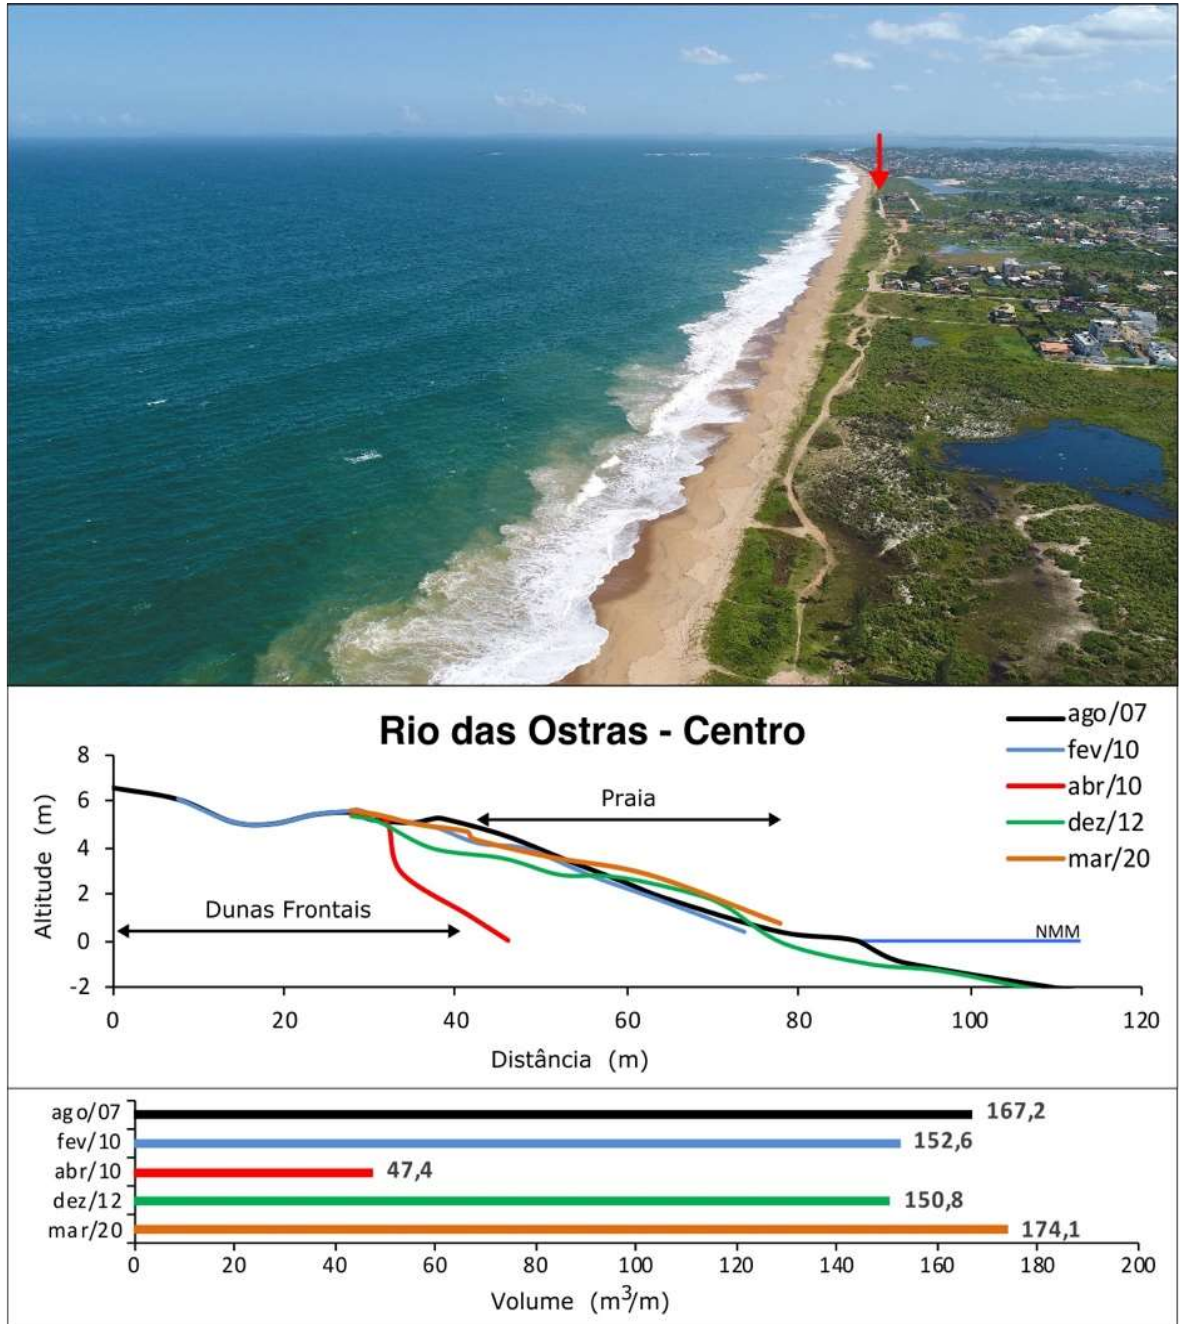 Rio das Ostras - Centro
ago/07
fev/10
abr/10
dez/12
mar/20
Altitude (m)
8
6
4
2
0
-2
Praia
Dunas Frontais
NMM
0 20 40 60 80 100 120
Distância (m)
ago/07 167,2
fev/10 152,6
abr/10 47,4
dez/12 150,8
mar/20 174,1
0 20 40 60 80 100 120 140 160 180 200
Volume (m³/m)